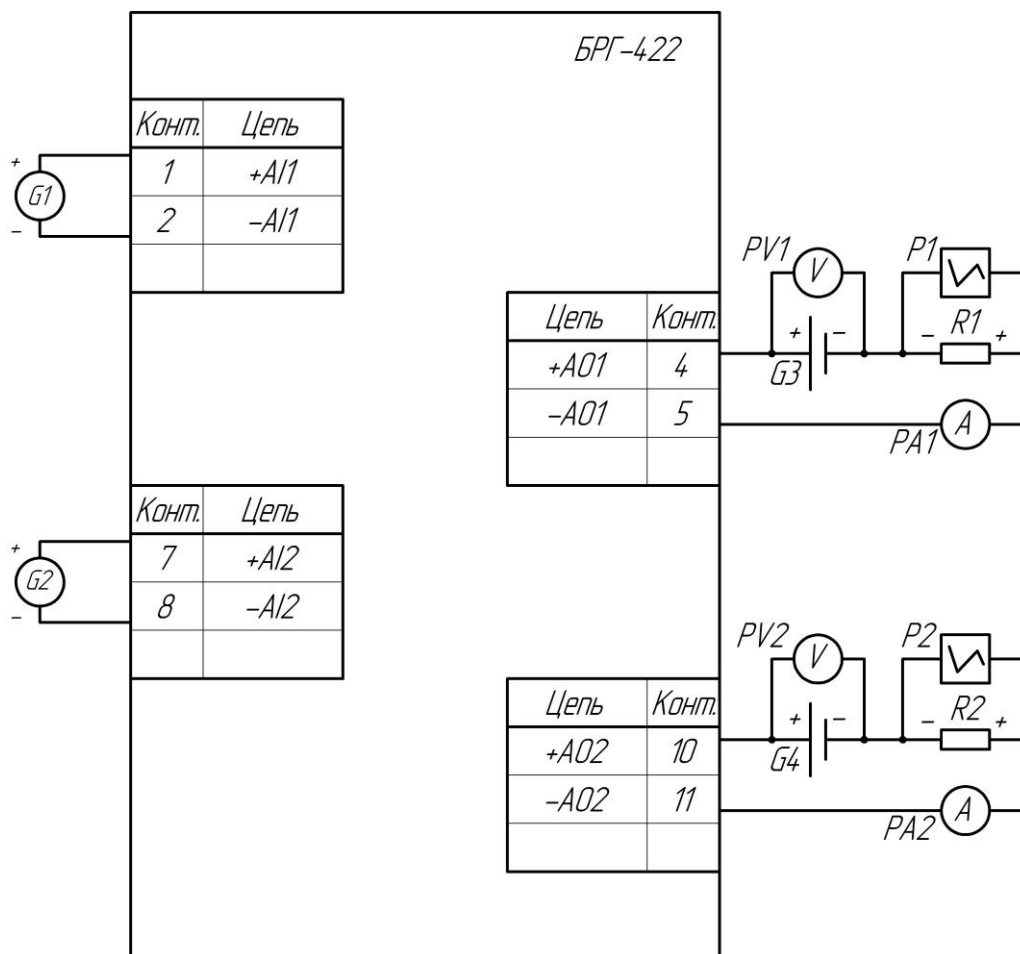 БРГ-422
Конт. Цепь
1 +AI1
2 -AI1
+
G1
-
PV1
V
P1
Цепь Конт.
+AO1 4
-AO1 5
+ -
G3
- R1 +
PA1 A
Конт. Цепь
7 +AI2
8 -AI2
+
G2
-
PV2
V
P2
Цепь Конт.
+AO2 10
-AO2 11
+ -
G4
- R2 +
PA2 A